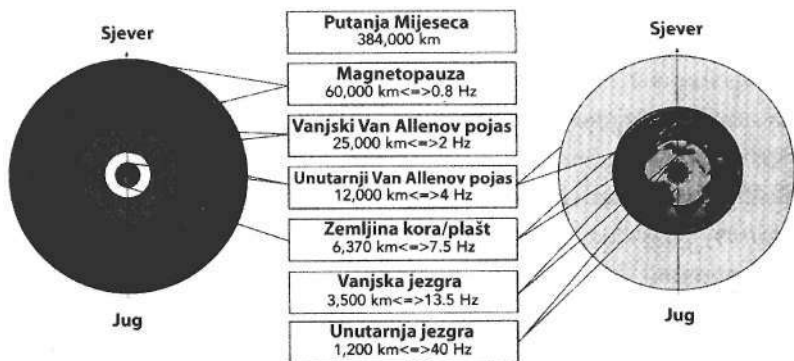 Sjever
Putanja Mijeseca
384,000 km
Sjever
Magnetopauza
60,000 km<=>0.8 Hz
Vanjski Van Allenov pojas
25,000 km<=>2 Hz
Unutarnji Van Allenov pojas
12,000 km<=>4 Hz
Zemljina kora/plašt
6,370 km<=>7.5 Hz
Vanjska jezgra
3,500 km<=>13.5 Hz
Jug
Jug
Unutarnja jezgra
1,200 km<=>40 Hz